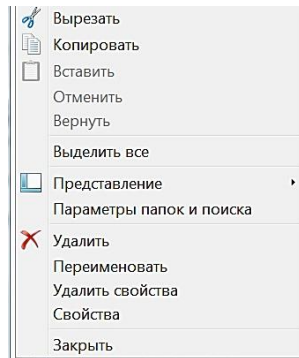 Вырезать
Копировать
Вставить
Отменить
Вернуть
Выделить все
Представление
Параметры папок и поиска
Удалить
Переименовать
Удалить свойства
Свойства
Закрыть